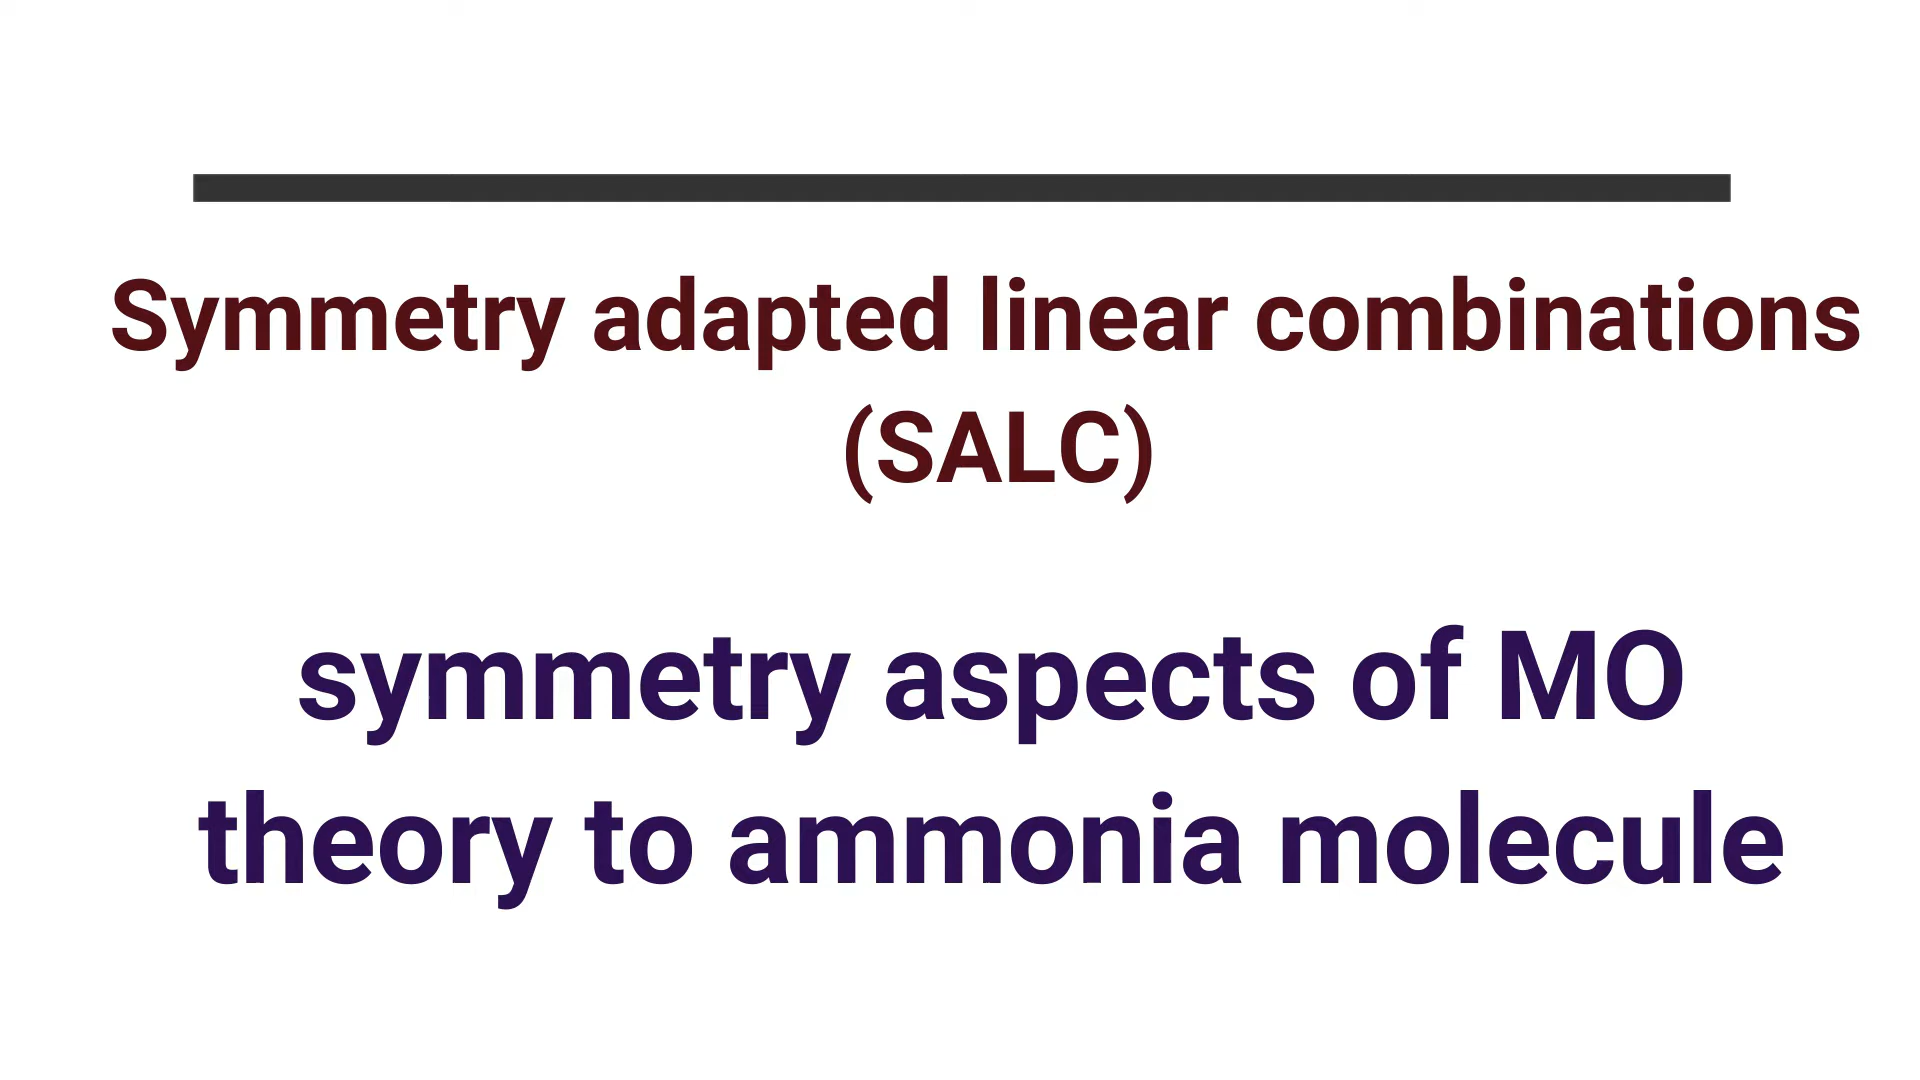 Symmetry adapted linear combinations
(SALC)
symmetry aspects of MO
theory to ammonia molecule